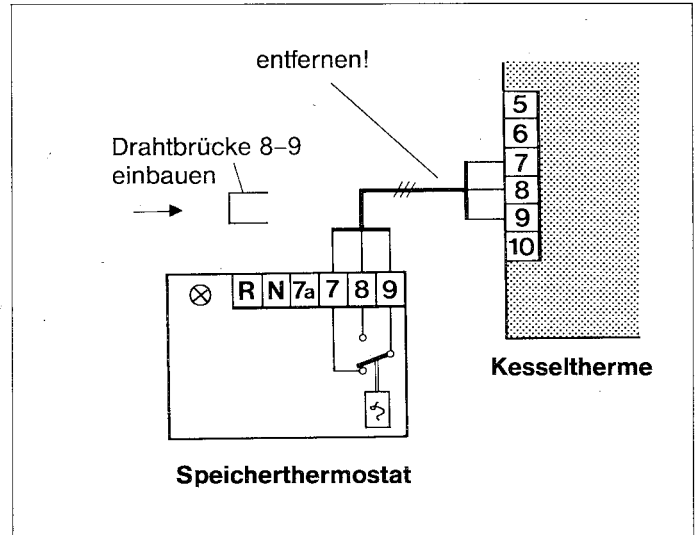 entfernen!
Drahtbrücke 8–9
einbauen
5
6
7
8
9
10
R N 7a 7 8 9
Kesseltherme
Speicherthermostat